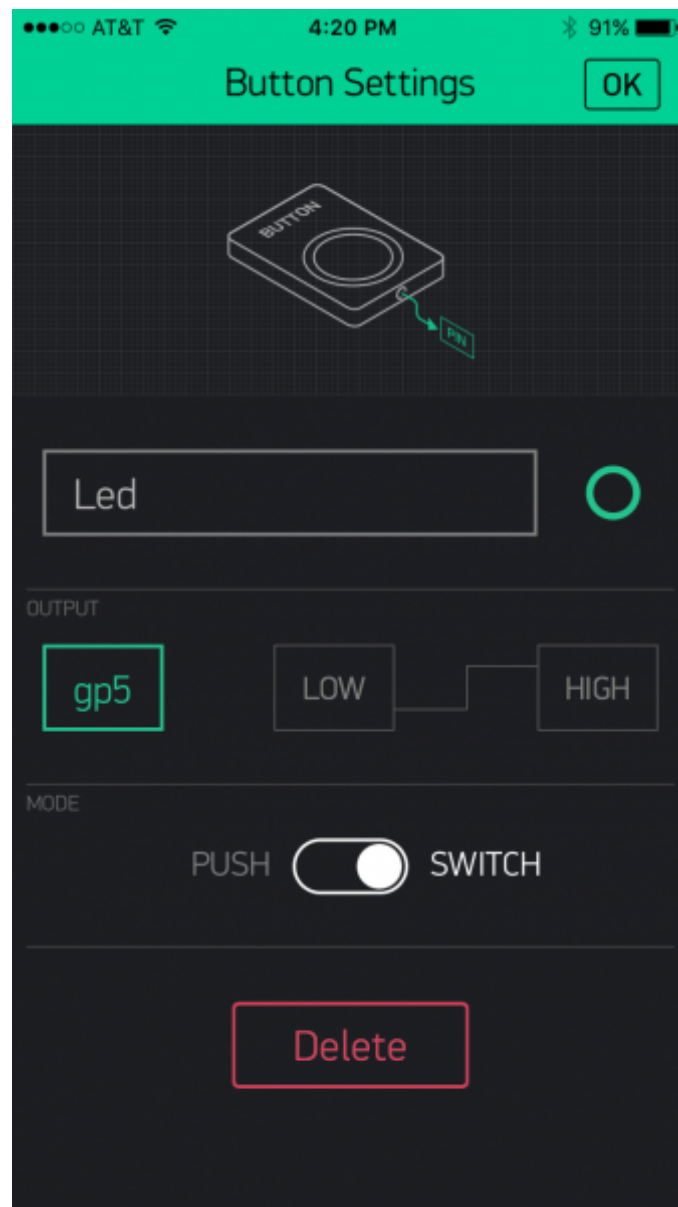 AT&T 4:20 PM 91%
Button Settings OK
BUTTON
PIN
Led
OUTPUT
gp5 LOW HIGH
MODE
PUSH SWITCH
Delete